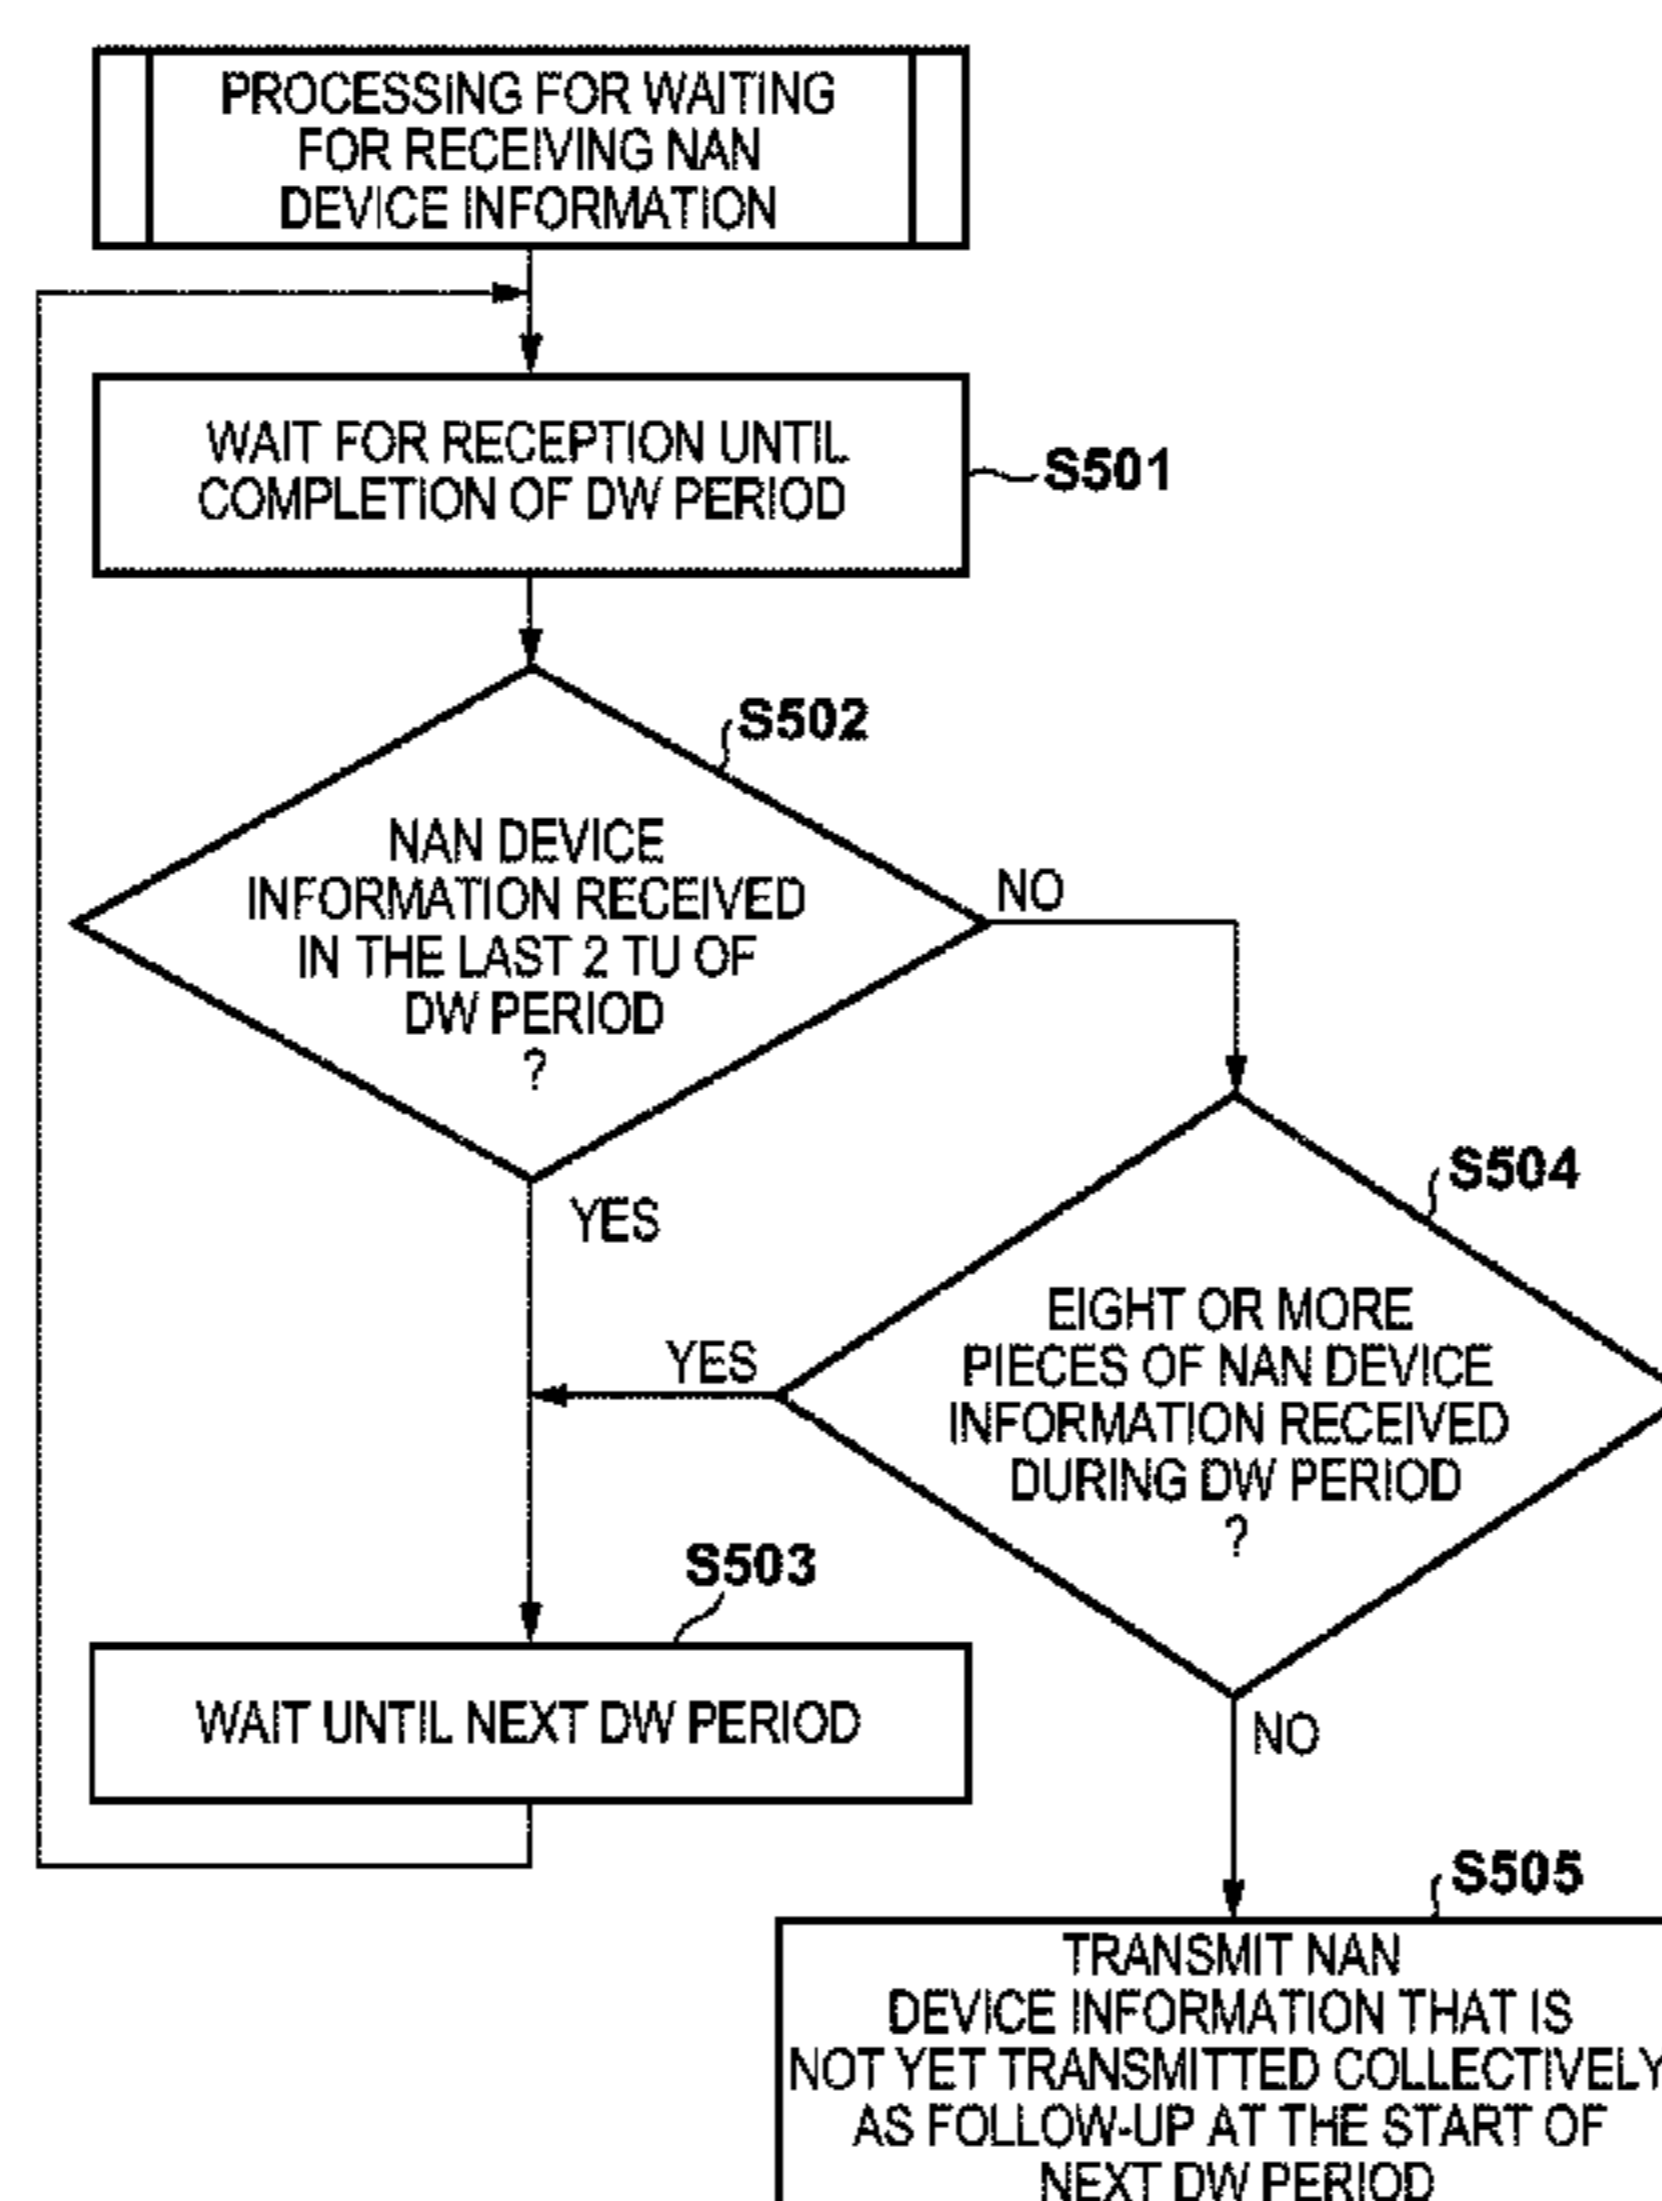 PROCESSING FOR WAITING
FOR RECEIVING NAN
DEVICE INFORMATION
WAIT FOR RECEPTION UNTIL
COMPLETION OF DW PERIOD
S501
S502
NAN DEVICE
INFORMATION RECEIVED
IN THE LAST 2 TU OF
DW PERIOD
?
NO
YES
S504
EIGHT OR MORE
PIECES OF NAN DEVICE
INFORMATION RECEIVED
DURING DW PERIOD
?
YES
NO
S503
WAIT UNTIL NEXT DW PERIOD
S505
TRANSMIT NAN
DEVICE INFORMATION THAT IS
NOT YET TRANSMITTED COLLECTIVELY
AS FOLLOW-UP AT THE START OF
NEXT DW PERIOD